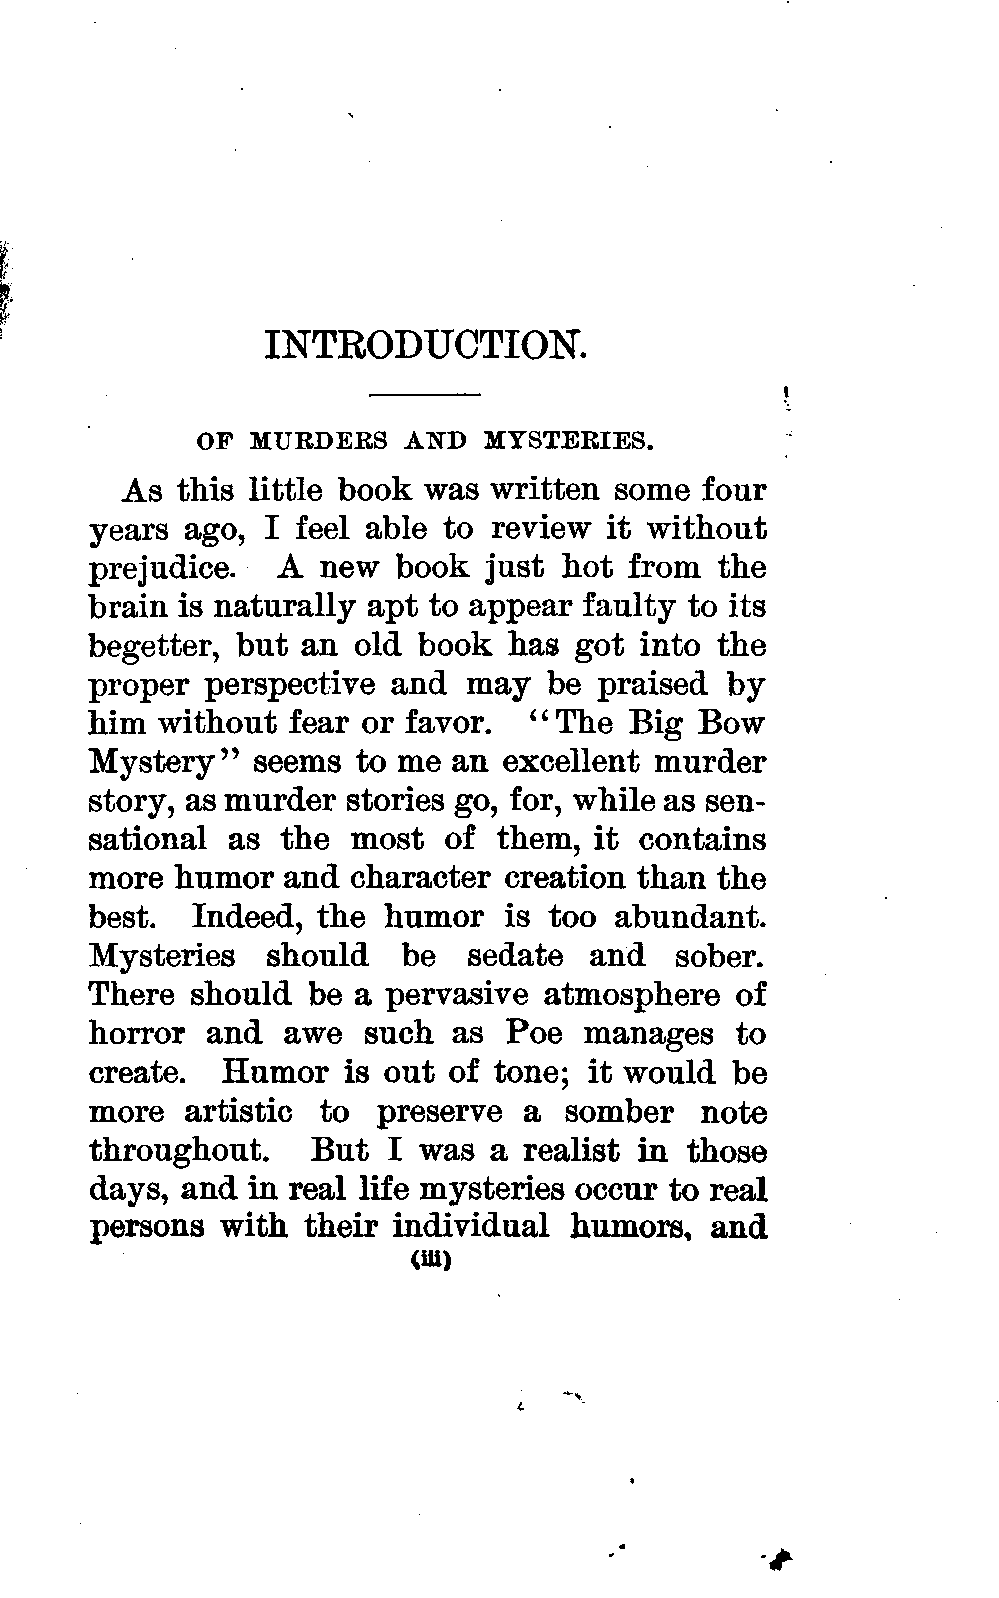 INTRODUCTION.
OF MURDERS AND MYSTERIES.
As this little book was written some four
years ago, I feel able to review it without
prejudice. A new book just hot from the
brain is naturally apt to appear faulty to its
begetter, but an old book has got into the
proper perspective and may be praised by
him without fear or favor. “The Big Bow
Mystery” seems to me an excellent murder
story, as murder stories go, for, while as sen-
sational as the most of them, it contains
more humor and character creation than the
best. Indeed, the humor is too abundant.
Mysteries should be sedate and sober.
There should be a pervasive atmosphere of
horror and awe such as Poe manages to
create. Humor is out of tone; it would be
more artistic to preserve a somber note
throughout. But I was a realist in those
days, and in real life mysteries occur to real
persons with their individual humors, and
(iii)